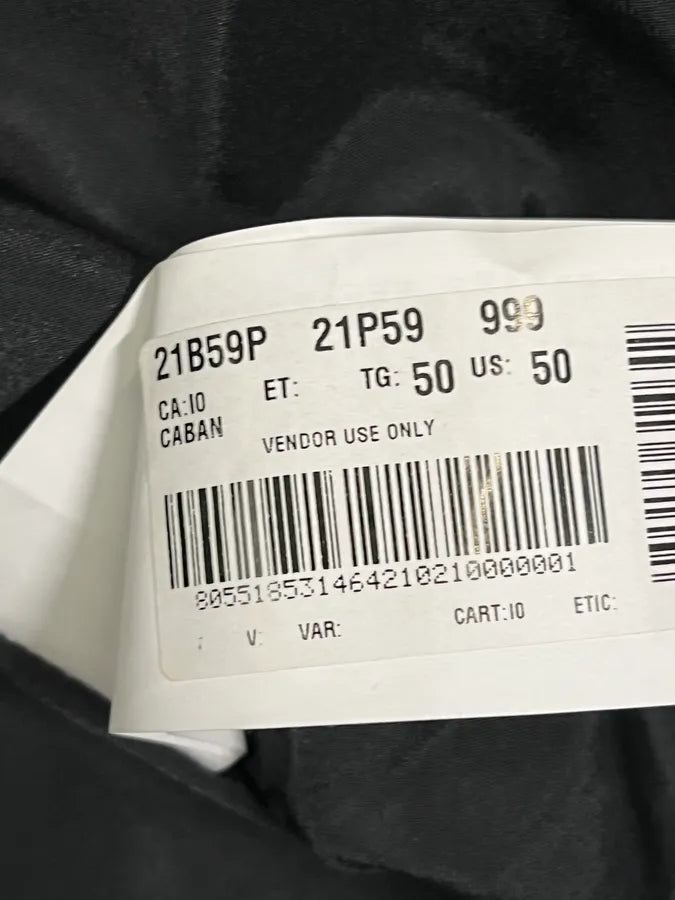 21B59P 21P59 999
CA:10 ET: TG: 50 US: 50
CABAN VENDOR USE ONLY
805518531464210210000001
V: VAR: CART:10 ETIC: